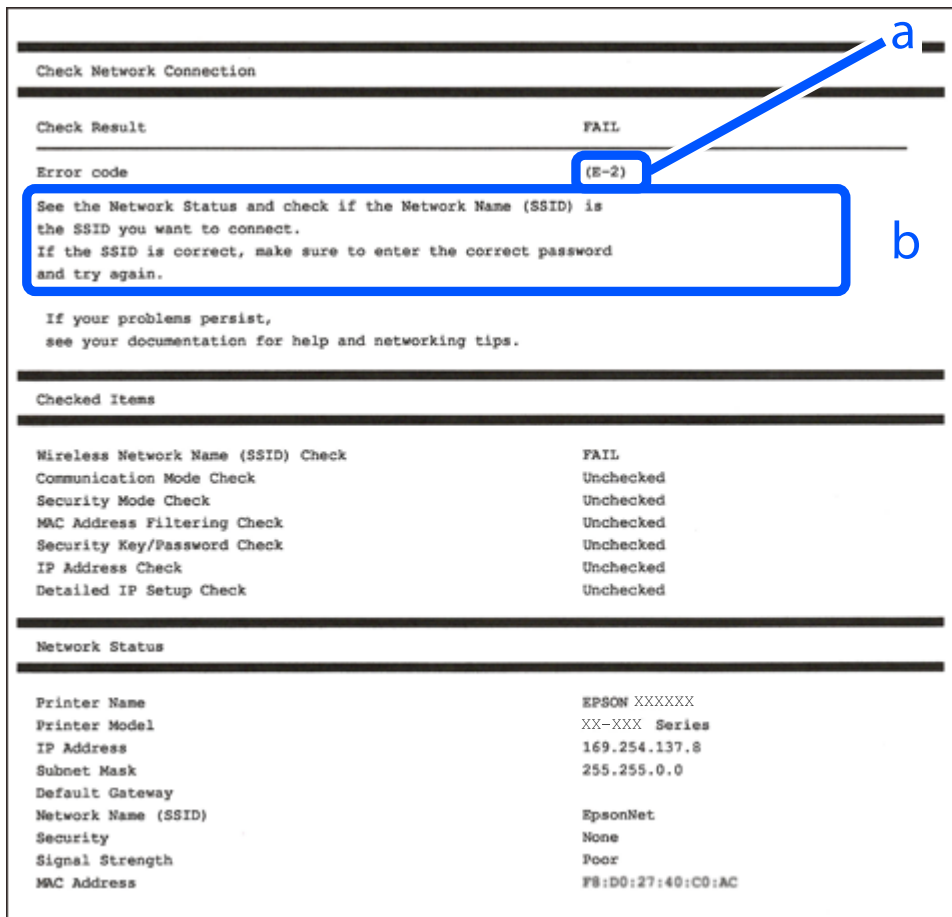 a
Check Network Connection
Check Result FAIL
Error code (E-2)
See the Network Status and check if the Network Name (SSID) is
the SSID you want to connect.
If the SSID is correct, make sure to enter the correct password
and try again.
b
If your problems persist,
see your documentation for help and networking tips.
Checked Items
Wireless Network Name (SSID) Check FAIL
Communication Mode Check Unchecked
Security Mode Check Unchecked
MAC Address Filtering Check Unchecked
Security Key/Password Check Unchecked
IP Address Check Unchecked
Detailed IP Setup Check Unchecked
Network Status
Printer Name EPSON XXXXXX
Printer Model XX-XXX Series
IP Address 169.254.137.8
Subnet Mask 255.255.0.0
Default Gateway
Network Name (SSID) EpsonNet
Security None
Signal Strength Poor
MAC Address F8:D0:27:40:C0:AC